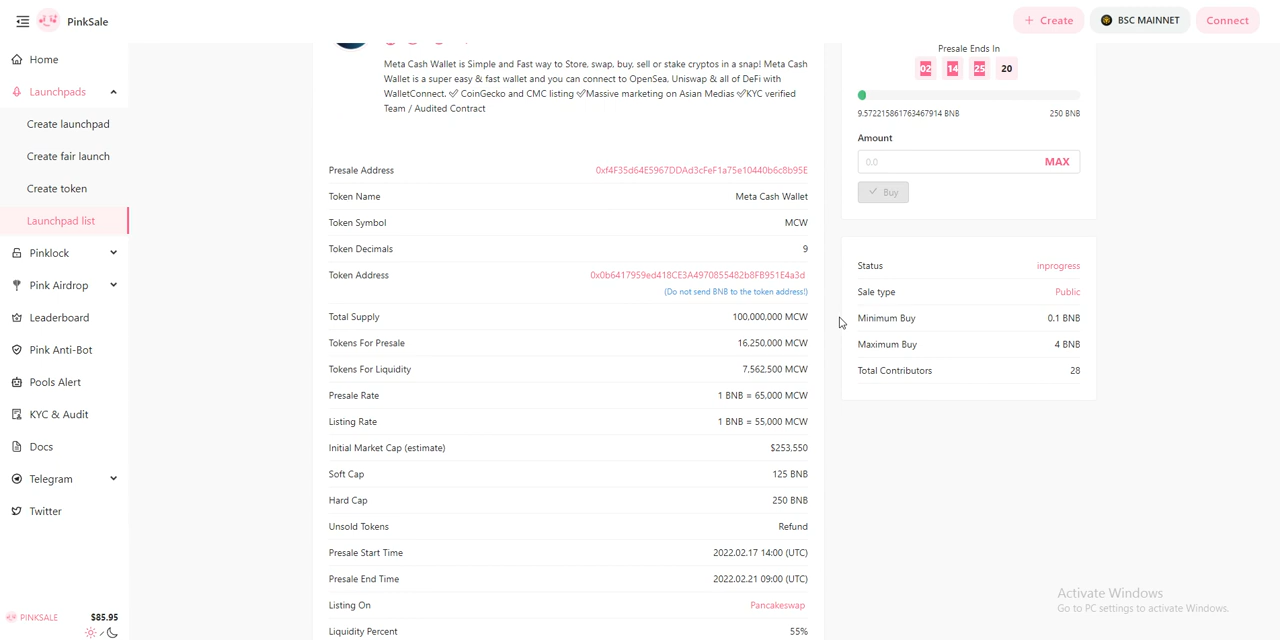 PinkSale
Create
BSC MAINNET
Connect
Home
Launchpads
Create launchpad
Create fair launch
Create token
Launchpad list
Pinklock
Pink Airdrop
Leaderboard
Pink Anti-Bot
Pools Alert
KYC & Audit
Docs
Telegram
Twitter
PINKSALE $85.95
Meta Cash Wallet is Simple and Fast way to Store, swap, buy, sell or stake cryptos in a snap! Meta Cash
Wallet is a super easy & fast wallet and you can connect to OpenSea. Uniswap & all of DeFi with
WalletConnect. ✅ CoinGecko and CMC listing ✅Massive marketing on Asian Medias ✅KYC verified
Team / Audited Contract
Presale Address 0xf4F35d64E5967DDAd3cFeF1a75e10440b6c8b95E
Token Name Meta Cash Wallet
Token Symbol MCW
Token Decimals 9
Token Address 0x0b6417959ed418CE3A4970855482b8FB951E4a3d
(Do not send BNB to the token address!)
Total Supply 100,000,000 MCW
Tokens For Presale 16,250,000 MCW
Tokens For Liquidity 7,562,500 MCW
Presale Rate 1 BNB = 65,000 MCW
Listing Rate 1 BNB = 55,000 MCW
Initial Market Cap (estimate) $253,550
Soft Cap 125 BNB
Hard Cap 250 BNB
Unsold Tokens Refund
Presale Start Time 2022.02.17 14:00 (UTC)
Presale End Time 2022.02.21 09:00 (UTC)
Listing On Pancakeswap
Liquidity Percent 55%
Presale Ends In
02 14 25 20
9.572215861763467914 BNB 250 BNB
Amount
0.0 MAX
Buy
Status inprogress
Sale type Public
Minimum Buy 0.1 BNB
Maximum Buy 4 BNB
Total Contributors 28
Activate Windows
Go to PC settings to activate Windows.